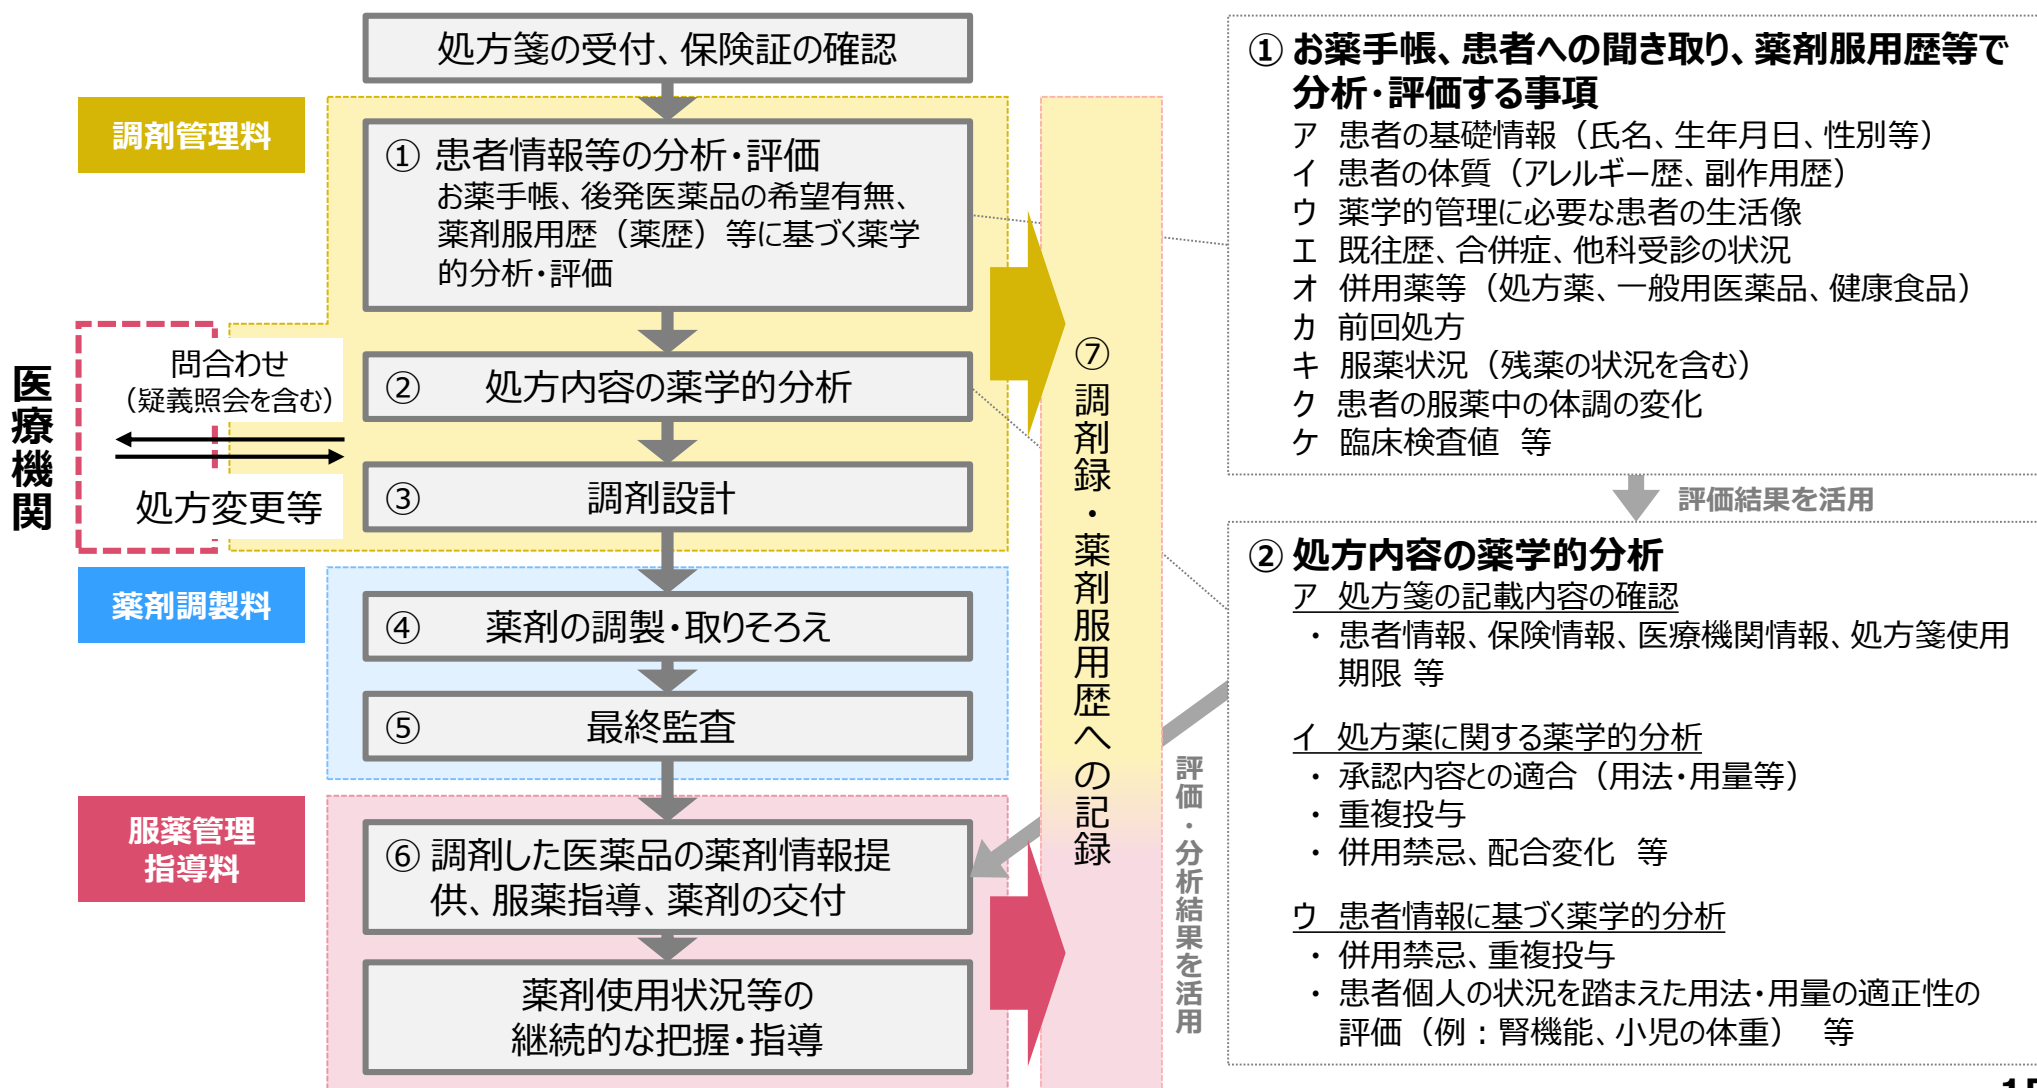 処方箋の受付、保険証の確認
調剤管理料
① 患者情報等の分析・評価
お薬手帳、後発医薬品の希望有無、
薬剤服用歴（薬歴）等に基づく薬学
的分析・評価
② 処方内容の薬学的分析
③ 調剤設計
医療機関
問合わせ
（疑義照会を含む）
処方変更等
薬剤調製料
④ 薬剤の調製・取りそろえ
⑤ 最終監査
服薬管理
指導料
⑥ 調剤した医薬品の薬剤情報提
供、服薬指導、薬剤の交付
薬剤使用状況等の
継続的な把握・指導
⑦ 調剤録・薬剤服用歴への記録
① お薬手帳、患者への聞き取り、薬剤服用歴等で
分析・評価する事項
ア 患者の基礎情報（氏名、生年月日、性別等）
イ 患者の体質（アレルギー歴、副作用歴）
ウ 薬学的管理に必要な患者の生活像
エ 既往歴、合併症、他科受診の状況
オ 併用薬等（処方薬、一般用医薬品、健康食品）
カ 前回処方
キ 服薬状況（残薬の状況を含む）
ク 患者の服薬中の体調の変化
ケ 臨床検査値 等
評価結果を活用
② 処方内容の薬学的分析
ア 処方箋の記載内容の確認
・ 患者情報、保険情報、医療機関情報、処方箋使用
期限 等
イ 処方薬に関する薬学的分析
・ 承認内容との適合（用法・用量等）
・ 重複投与
・ 併用禁忌、配合変化 等
ウ 患者情報に基づく薬学的分析
・ 併用禁忌、重複投与
・ 患者個人の状況を踏まえた用法・用量の適正性の
評価（例：腎機能、小児の体重） 等
評価・分析結果を活用